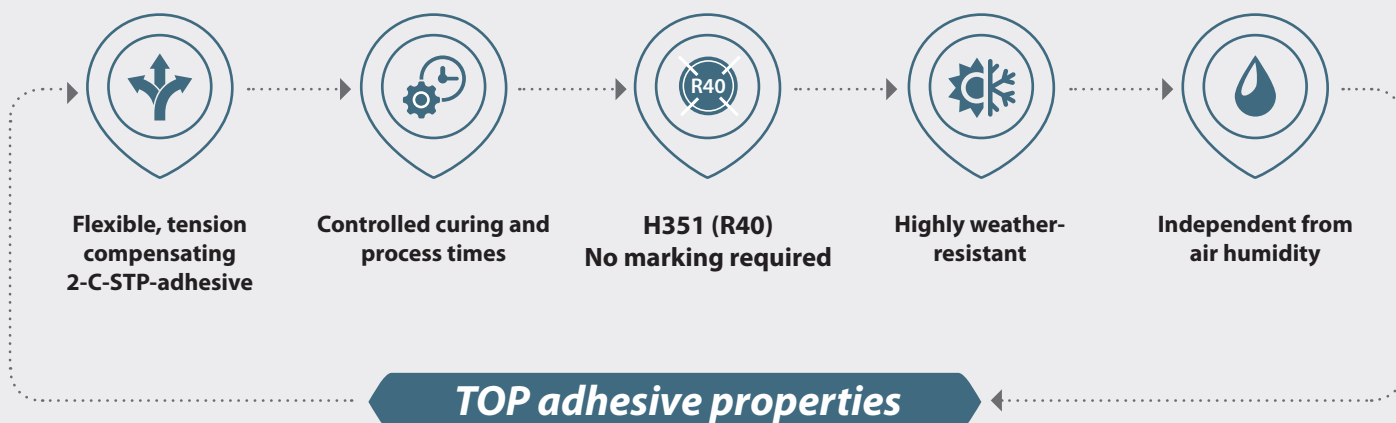 R40
Flexible, tension
compensating
2-C-STP-adhesive
Controlled curing and
process times
H351 (R40)
No marking required
Highly weather-
resistant
Independent from
air humidity
TOP adhesive properties